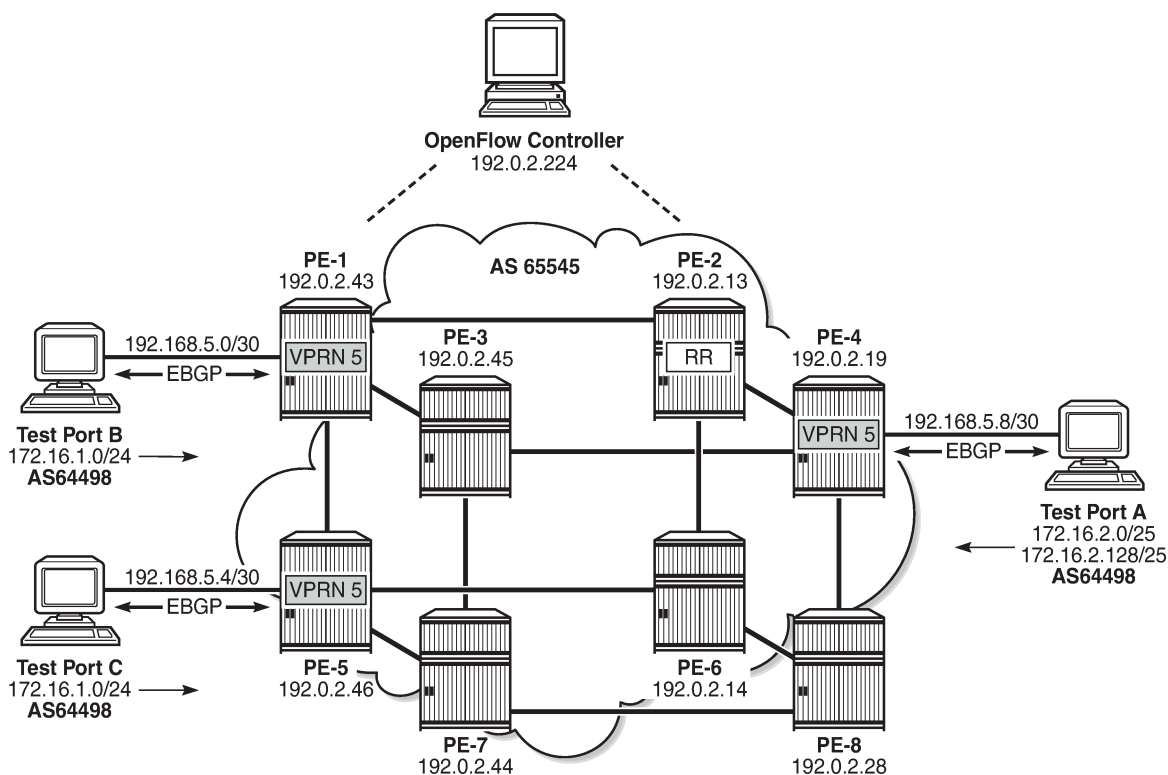 OpenFlow Controller
192.0.2.224
AS 65545
PE-1
192.0.2.43
PE-2
192.0.2.13
PE-3
192.0.2.45
PE-4
192.0.2.19
192.168.5.0/30
EBGP
VPRN 5
RR
VPRN 5
192.168.5.8/30
EBGP
Test Port B
172.16.1.0/24
AS64498
Test Port A
172.16.2.0/25
172.16.2.128/25
AS64498
192.168.5.4/30
EBGP
VPRN 5
Test Port C
172.16.1.0/24
AS64498
PE-5
192.0.2.46
PE-6
192.0.2.14
PE-7
192.0.2.44
PE-8
192.0.2.28